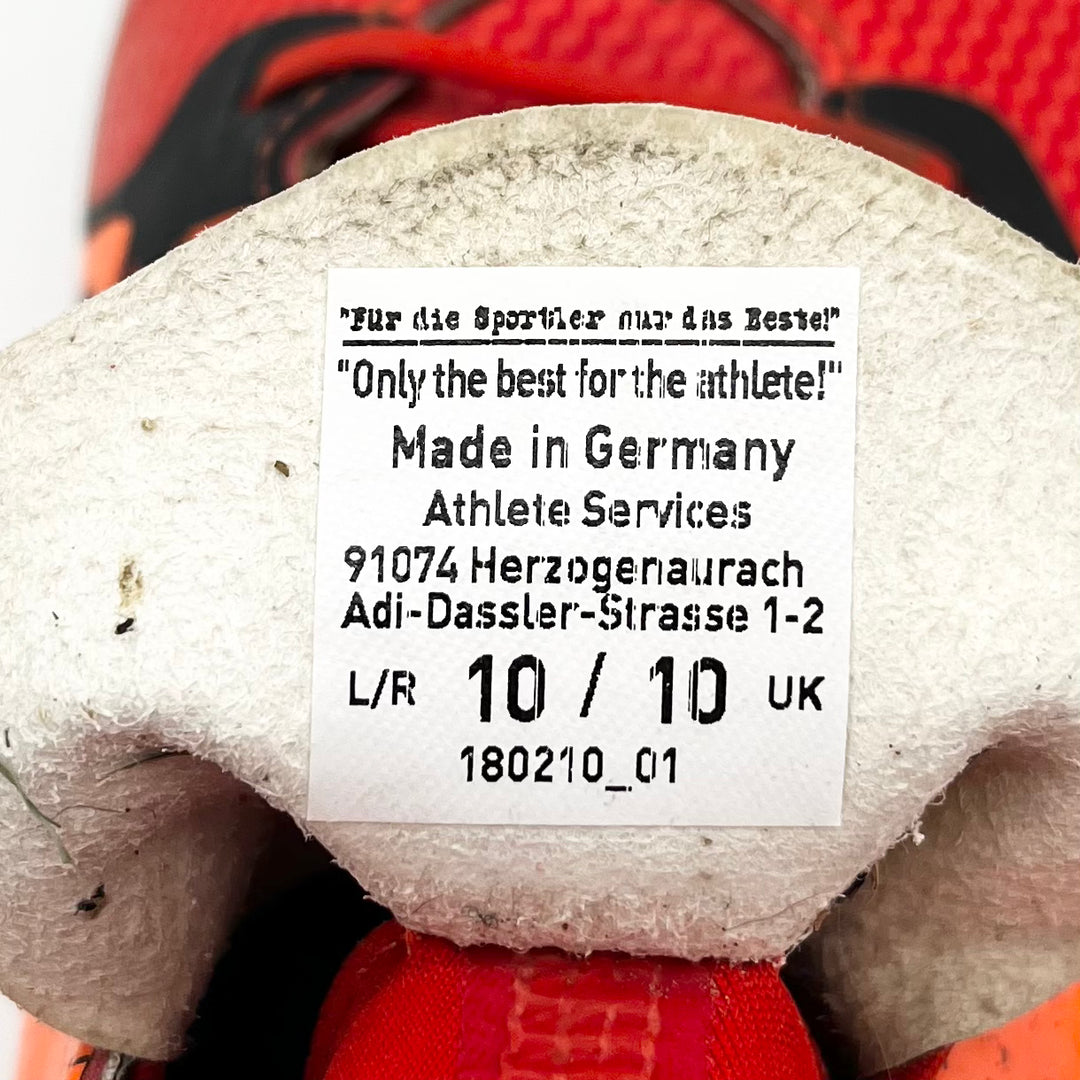 "Für die Sportler nur das Beste!"
"Only the best for the athlete!"
Made in Germany
Athlete Services
91074 Herzogenaurach
Adi-Dassler-Strasse 1-2
L/R 10 / 10 UK
180210_01